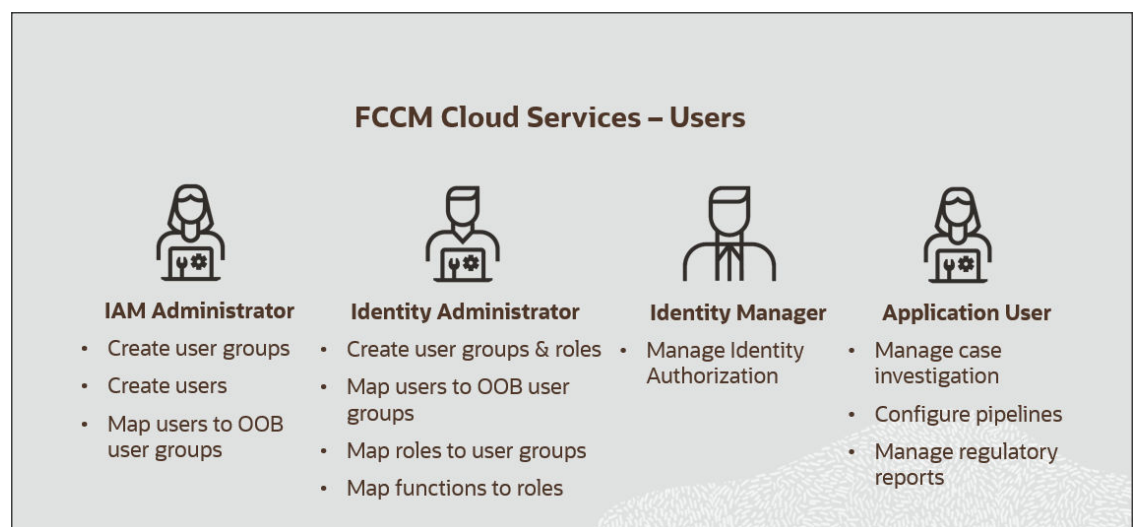 FCCM Cloud Services – Users
IAM Administrator
• Create user groups
• Create users
• Map users to OOB
user groups
Identity Administrator
• Create user groups & roles
• Map users to OOB user
groups
• Map roles to user groups
• Map functions to roles
Identity Manager
• Manage Identity
Authorization
Application User
• Manage case
investigation
• Configure pipelines
• Manage regulatory
reports